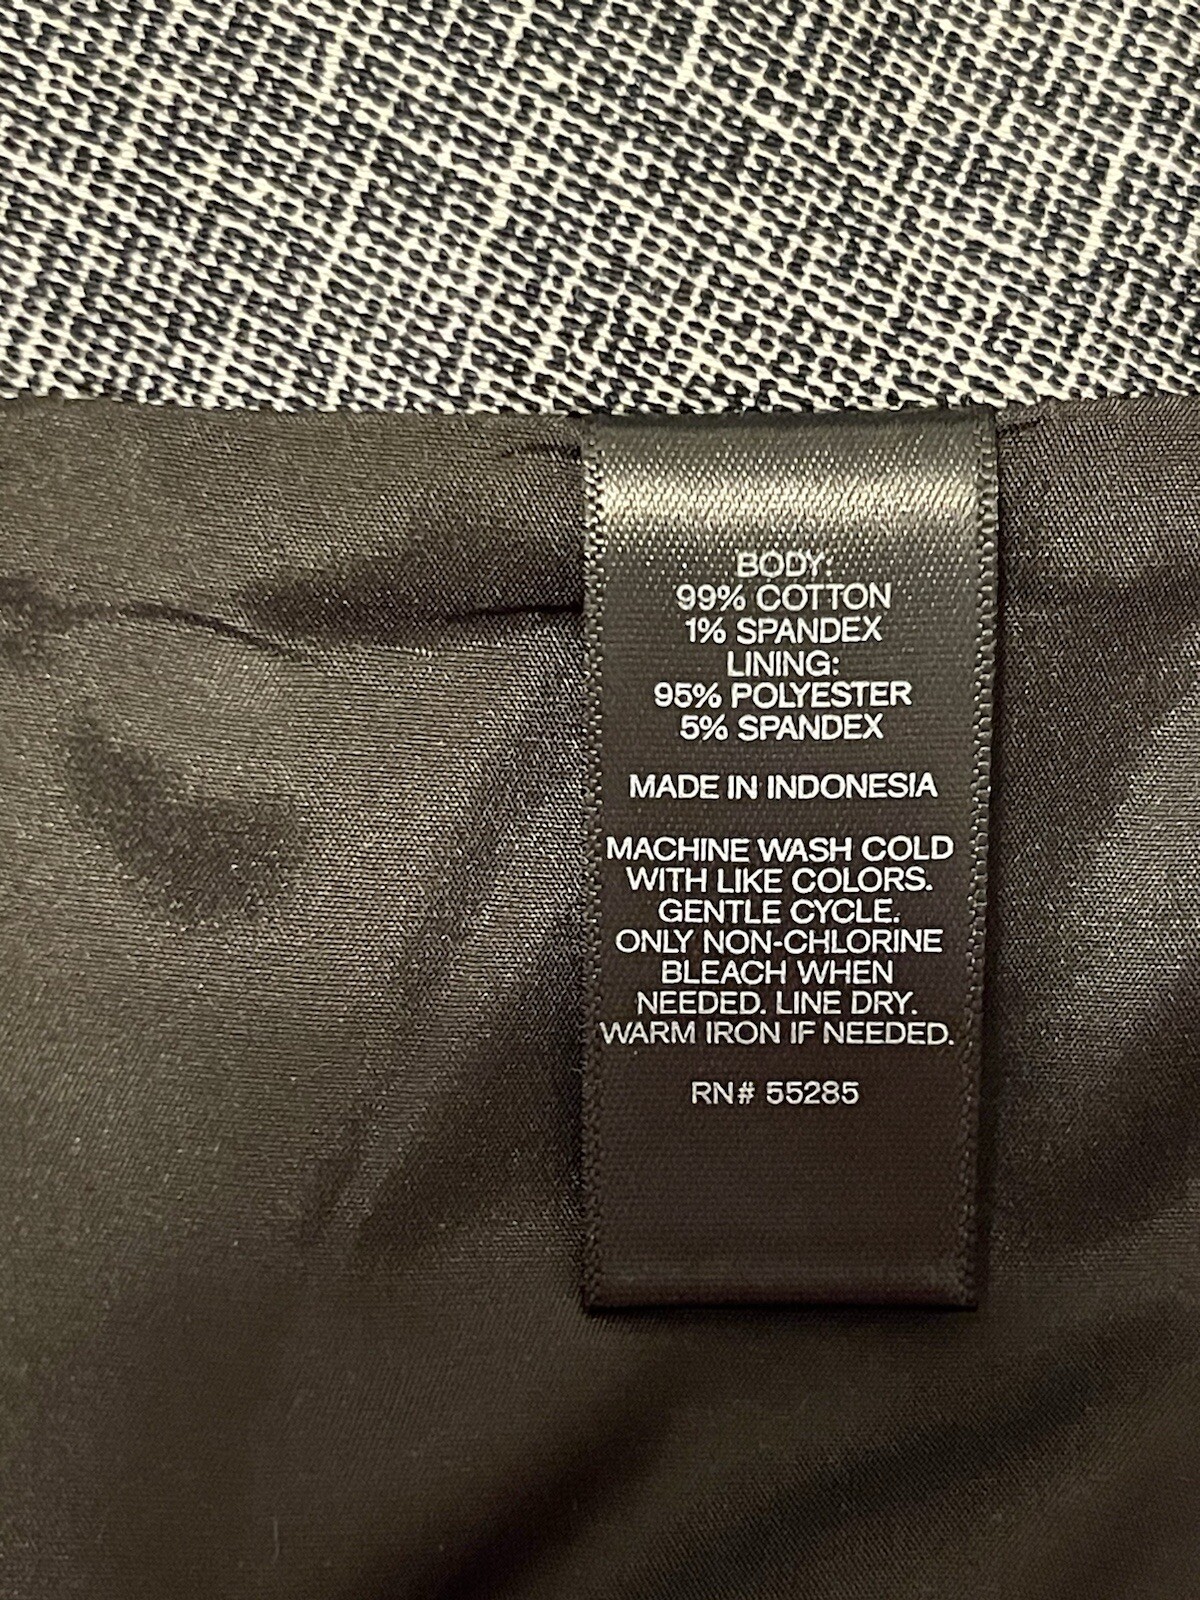 BODY:
99% COTTON
1% SPANDEX
LINING:
95% POLYESTER
5% SPANDEX
MADE IN INDONESIA
MACHINE WASH COLD
WITH LIKE COLORS.
GENTLE CYCLE.
ONLY NON-CHLORINE
BLEACH WHEN
NEEDED. LINE DRY.
WARM IRON IF NEEDED.
RN# 55285